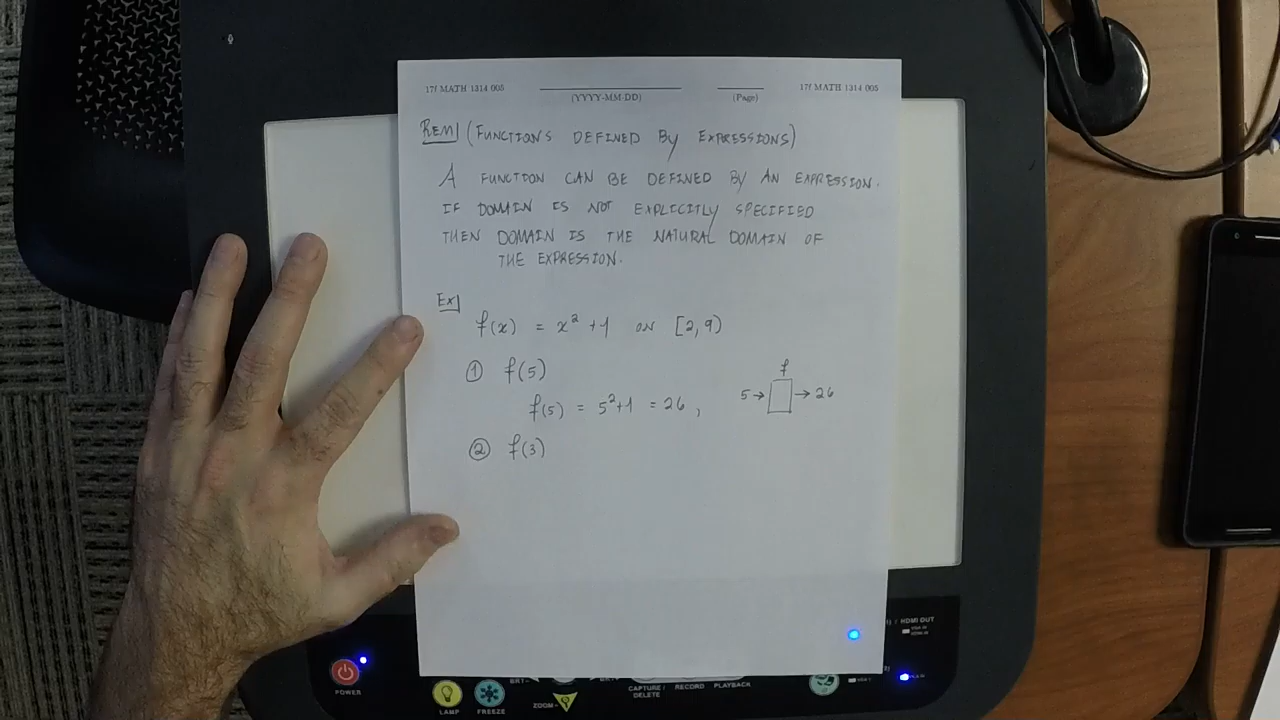 17f MATH 1314 005
(YYYY-MM-DD)
(Page)
17f MATH 1314 005
REM (FUNCTIONS DEFINED BY EXPRESSIONS)
A FUNCTION CAN BE DEFINED BY AN EXPRESSION.
IF DOMAIN IS NOT EXPLICITLY SPECIFIED
THEN DOMAIN IS THE NATURAL DOMAIN OF
THE EXPRESSION.
Ex
f(x) = x² + 1 ON [2, 9)
① f(5)
f
f(5) = 5²+1 = 26,
5 → → 26
② f(3)
HDMI OUT
POWER
LAMP
FREEZE
ZOOM
CAPTURE / DELETE
RECORD
PLAYBACK